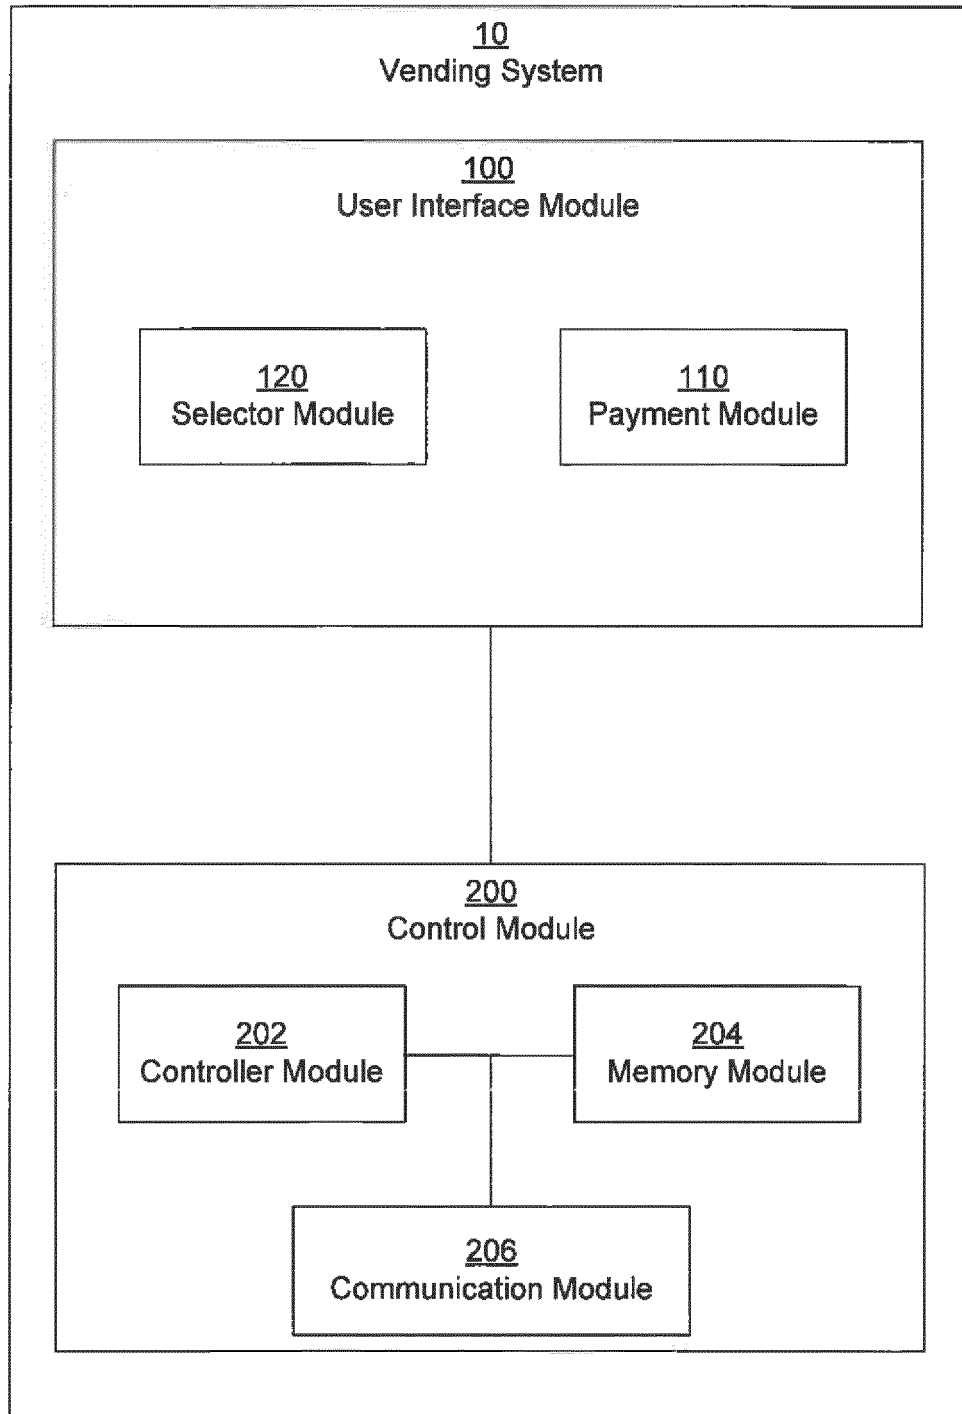 10
Vending System
100
User Interface Module
120
Selector Module
110
Payment Module
200
Control Module
202
Controller Module
204
Memory Module
206
Communication Module